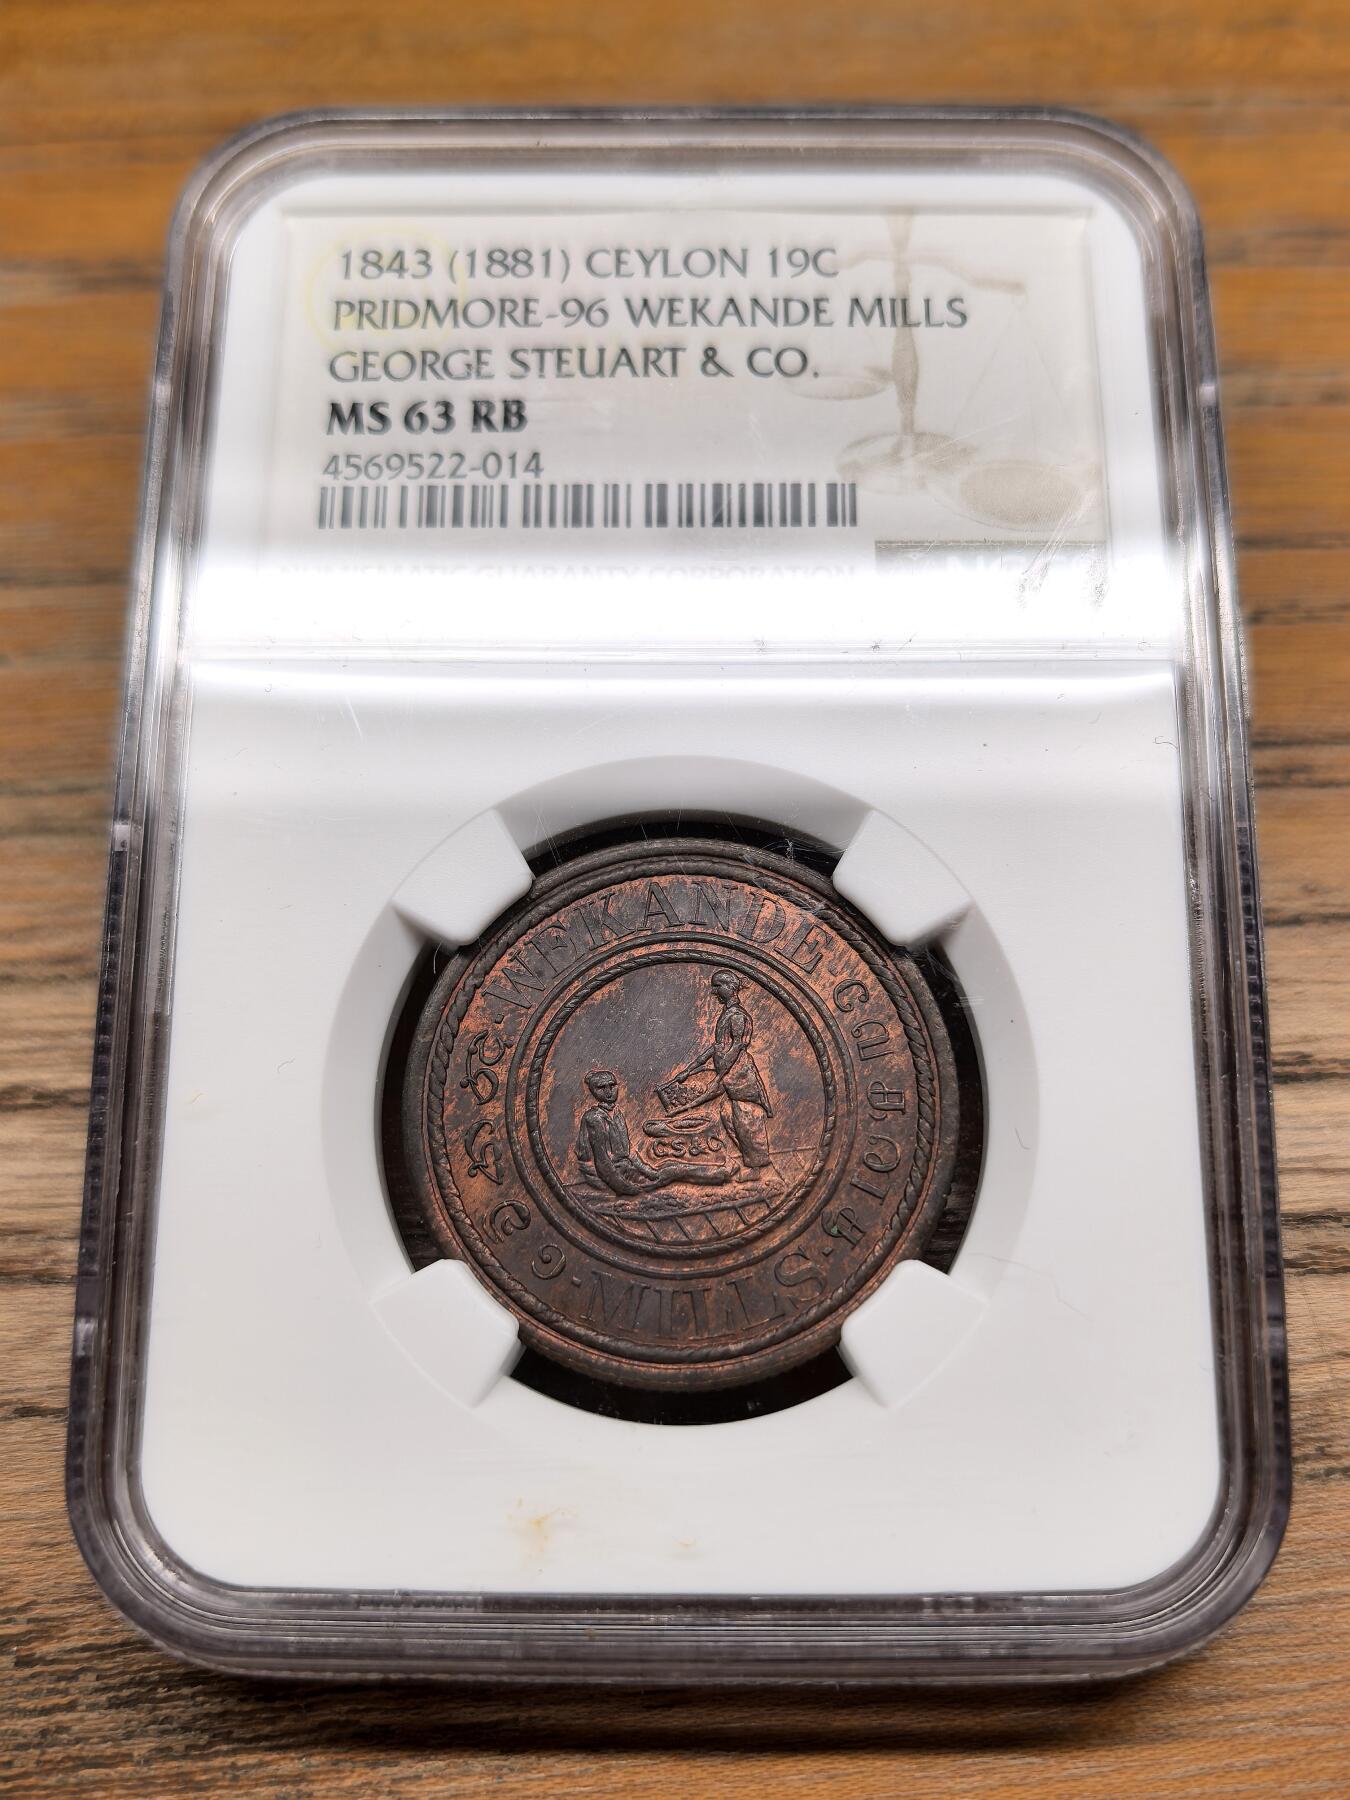 1843 (1881) CEYLON 19C
PRIDMORE-96 WEKANDE MILLS
GEORGE STEUART & CO.
MS 63 RB
4569522-014
NUMISMATIC GUARANTY CORPORATION
WEKANDE
GS&C
MILLS